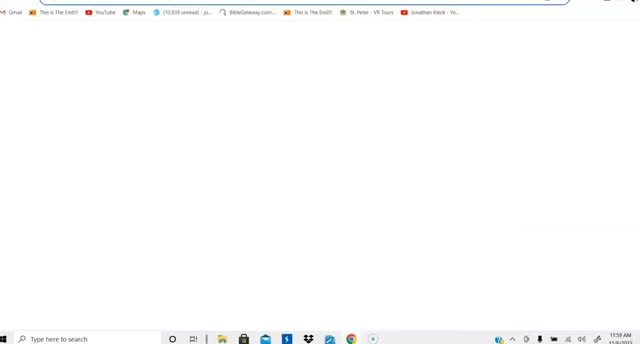 Gmail This is The End!!! YouTube Maps (10,939 unread) - jo... BibleGateway.com:... This is The End!!! St. Peter - VR Tours Jonathan Kleck - Yo...
Type here to search
11:59 AM